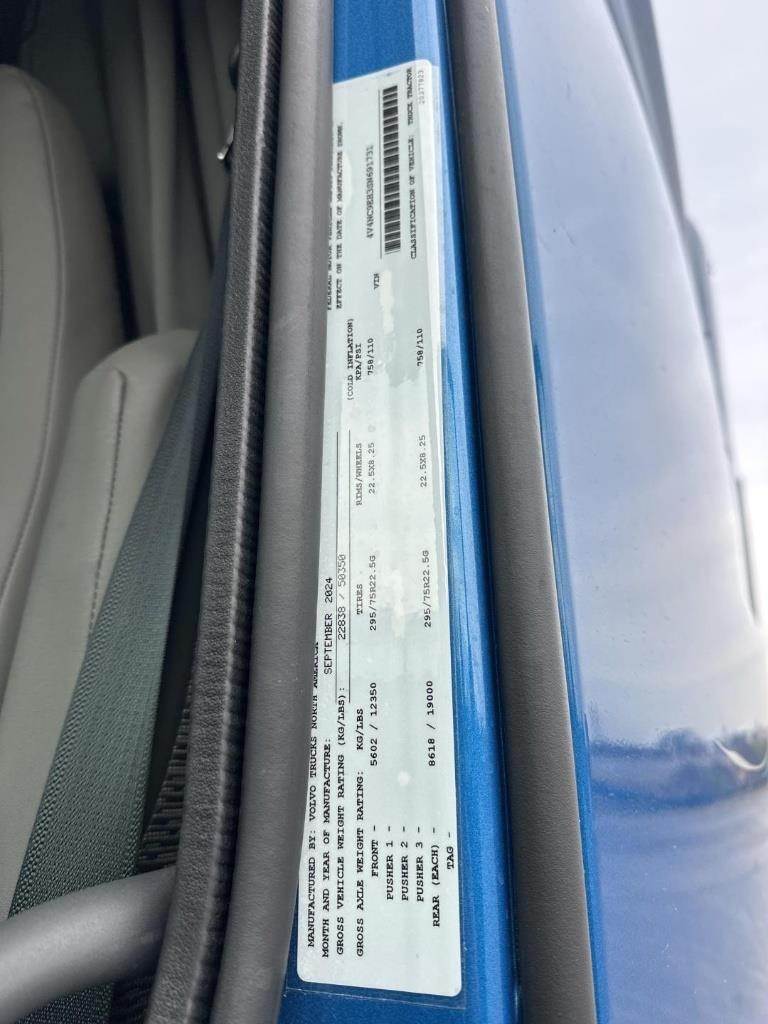 MANUFACTURED BY: VOLVO TRUCKS NORTH AMERICA
MONTH AND YEAR OF MANUFACTURE: SEPTEMBER 2024
GROSS VEHICLE WEIGHT RATING (KG/LBS): 22838 / 50350
GROSS AXLE WEIGHT RATING: KG/LBS TIRES RIMS/WHEELS (COLD INFLATION) KPA/PSI
FRONT - 5602 / 12350 295/75R22.5G 22.5X8.25 758/110
PUSHER 1 -
PUSHER 2 -
PUSHER 3 -
REAR (EACH) - 8618 / 19000 295/75R22.5G 22.5X8.25 758/110
TAG -
FEDERAL MOTOR
EFFECT ON THE DATE OF MANUFACTURE SHOWN.
VIN
CLASSIFICATION OF VEHICLE: TRUCK TRACTOR